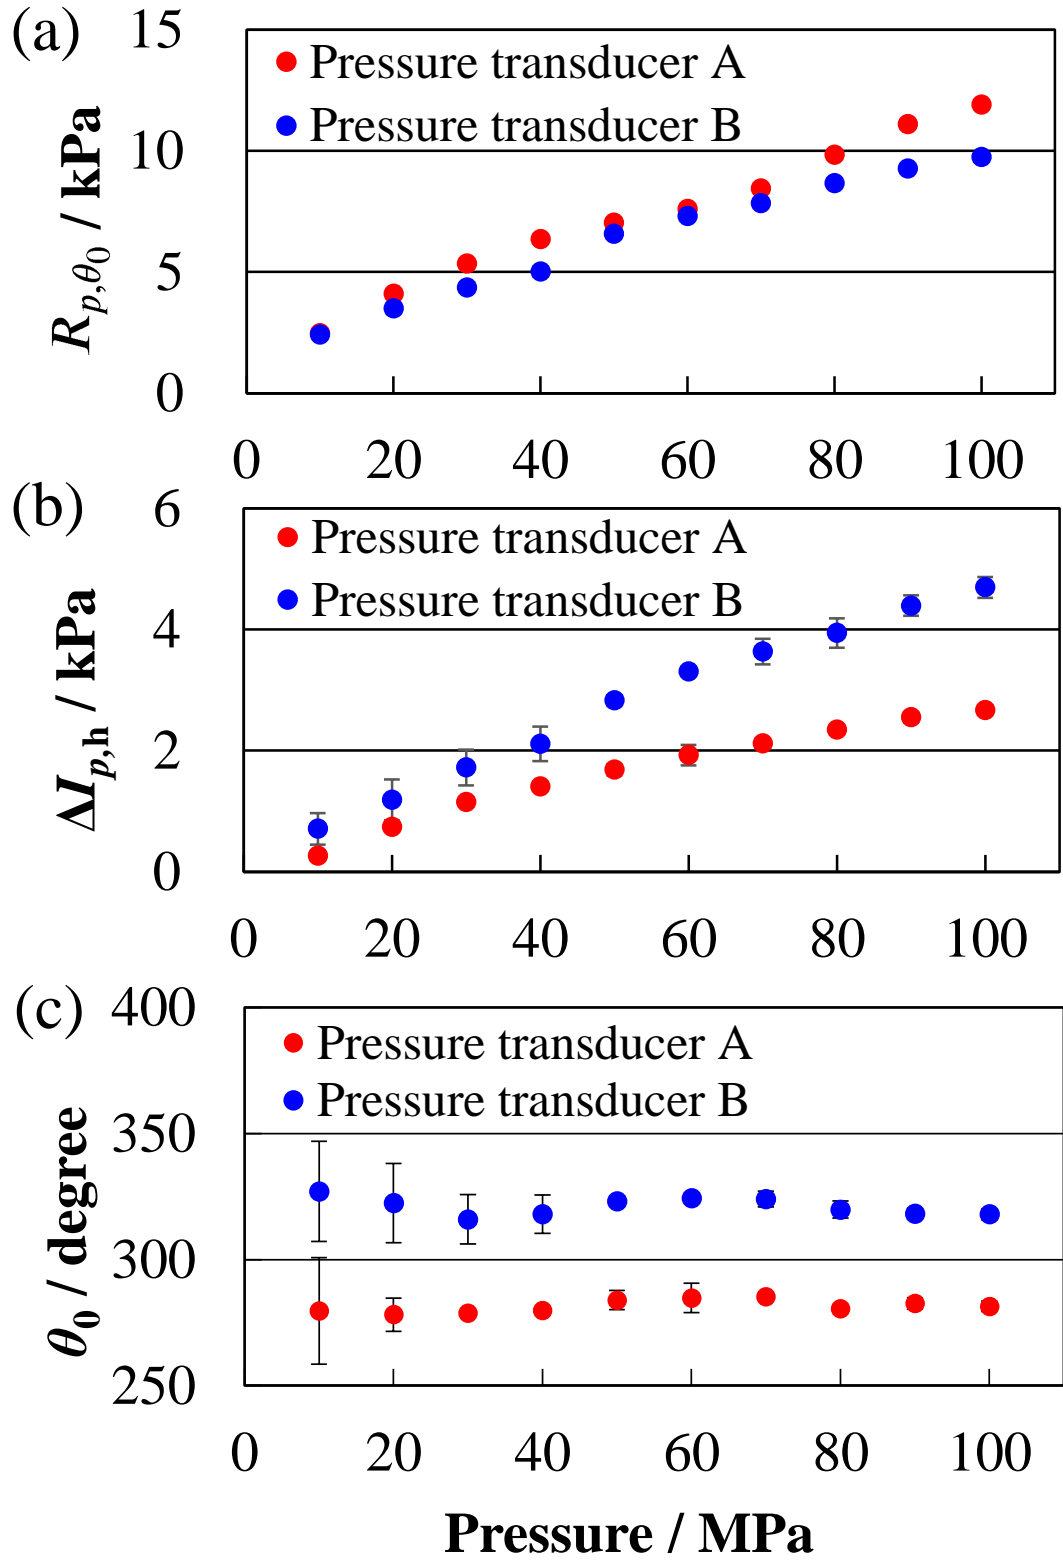 (a)
15
10
5
0
R_{p,θ_0} / kPa
Pressure transducer A
Pressure transducer B
0 20 40 60 80 100
(b)
6
4
2
0
ΔI_{p,h} / kPa
Pressure transducer A
Pressure transducer B
0 20 40 60 80 100
(c)
400
350
300
250
θ_0 / degree
Pressure transducer A
Pressure transducer B
0 20 40 60 80 100
Pressure / MPa